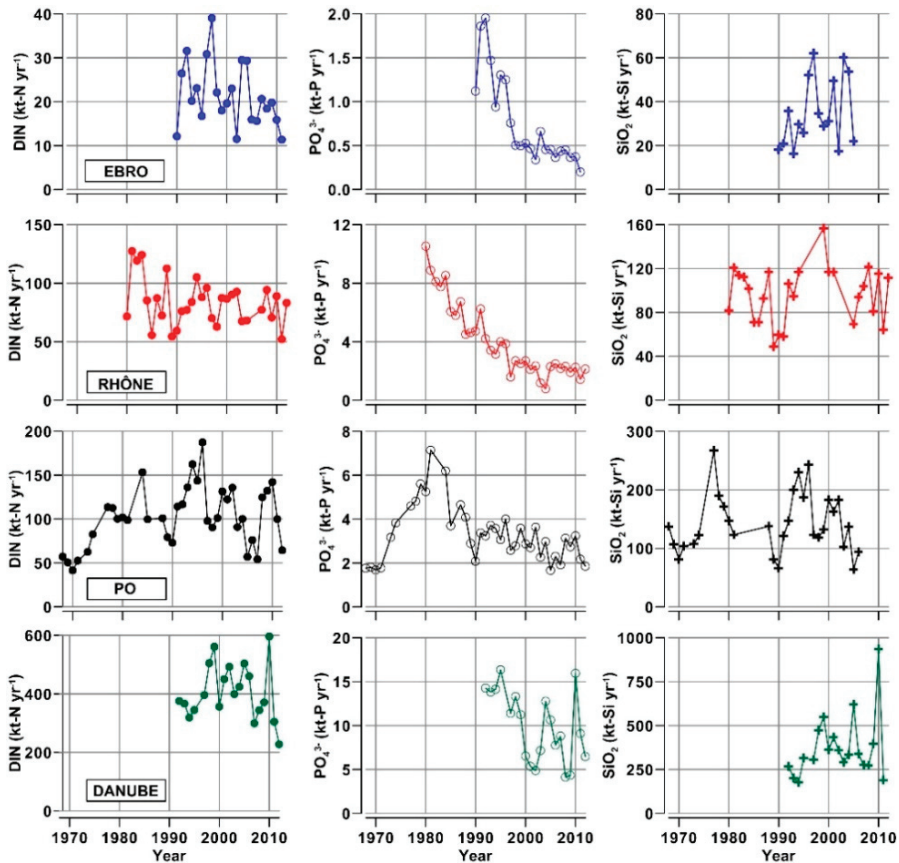 DIN (kt-N yr⁻¹)
40
30
20
10
0
EBRO
PO₄³⁻ (kt-P yr⁻¹)
2.0
1.5
1.0
0.5
0.0
SiO₂ (kt-Si yr⁻¹)
80
60
40
20
0
DIN (kt-N yr⁻¹)
150
100
50
0
RHÔNE
PO₄³⁻ (kt-P yr⁻¹)
12
8
4
0
SiO₂ (kt-Si yr⁻¹)
160
120
80
40
0
DIN (kt-N yr⁻¹)
200
150
100
50
0
PO
PO₄³⁻ (kt-P yr⁻¹)
8
6
4
2
0
SiO₂ (kt-Si yr⁻¹)
300
200
100
0
DIN (kt-N yr⁻¹)
600
400
200
0
DANUBE
PO₄³⁻ (kt-P yr⁻¹)
20
15
10
5
0
SiO₂ (kt-Si yr⁻¹)
1000
750
500
250
0
1970 1980 1990 2000 2010
Year
1970 1980 1990 2000 2010
Year
1970 1980 1990 2000 2010
Year